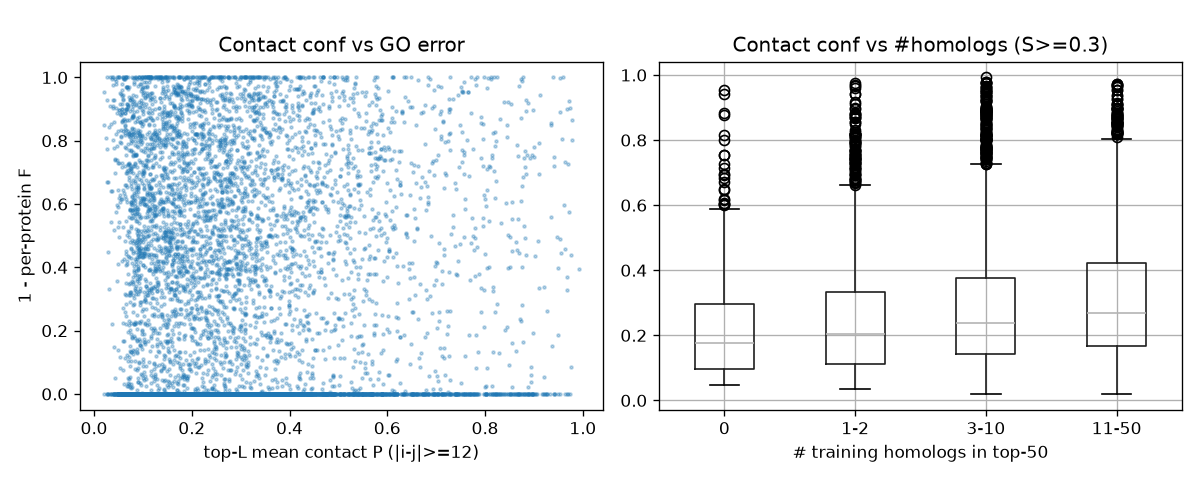 Contact conf vs GO error
1.0
0.8
0.6
0.4
0.2
0.0
1 - per-protein F
0.0 0.2 0.4 0.6 0.8 1.0
top-L mean contact P (|i-j|>=12)
Contact conf vs #homologs (S>=0.3)
1.0
0.8
0.6
0.4
0.2
0.0
0 1-2 3-10 11-50
# training homologs in top-50